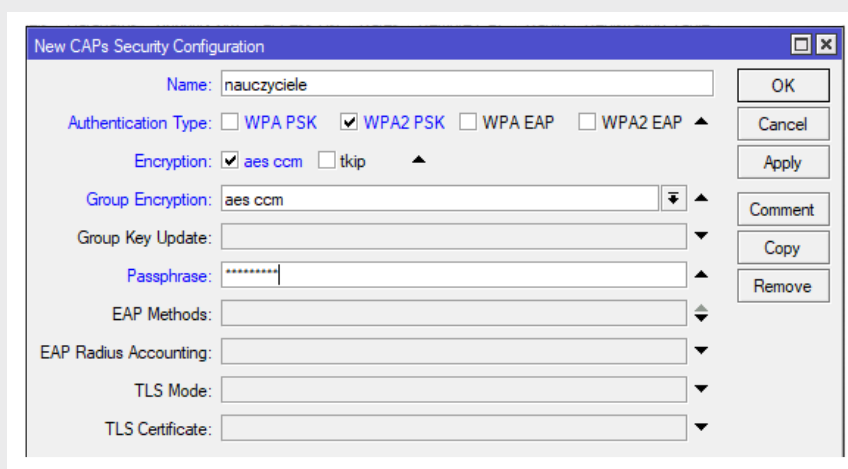 New CAPs Security Configuration
Name: nauczyciele
OK
Authentication Type: WPA PSK WPA2 PSK WPA EAP WPA2 EAP
Cancel
Encryption: aes ccm tkip
Apply
Group Encryption: aes ccm
Comment
Group Key Update:
Copy
Passphrase: *********
Remove
EAP Methods:
EAP Radius Accounting:
TLS Mode:
TLS Certificate: